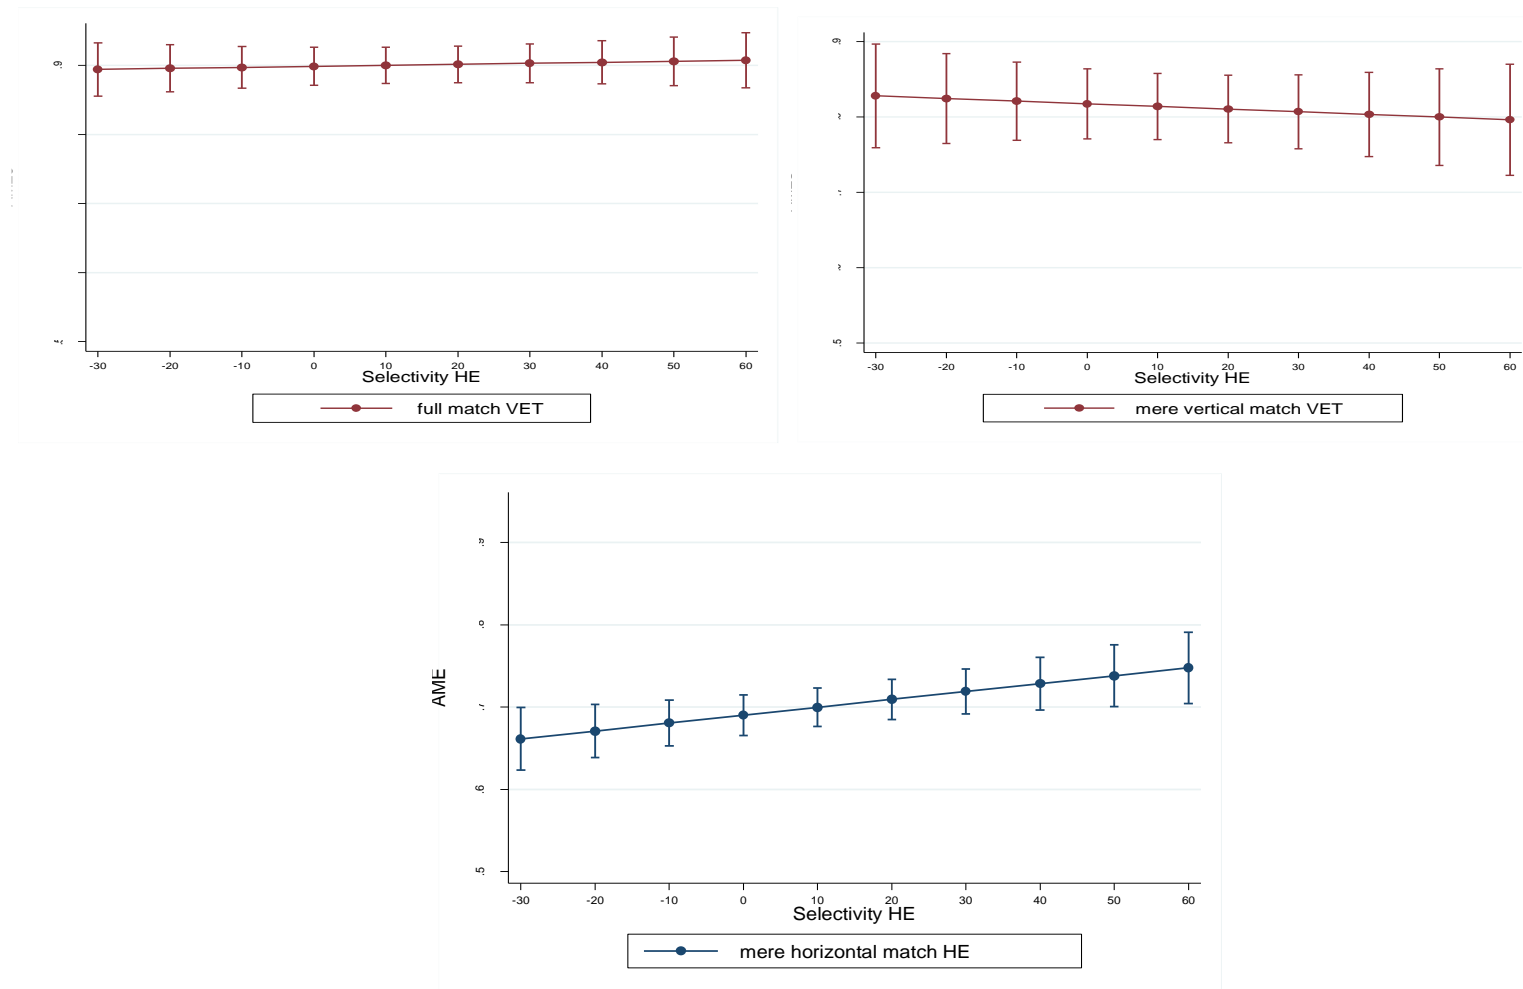 .9
-30 -20 -10 0 10 20 30 40 50 60
Selectivity HE
full match VET
.9
.5
-30 -20 -10 0 10 20 30 40 50 60
Selectivity HE
mere vertical match VET
AME
.7
.6
.5
-30 -20 -10 0 10 20 30 40 50 60
Selectivity HE
mere horizontal match HE